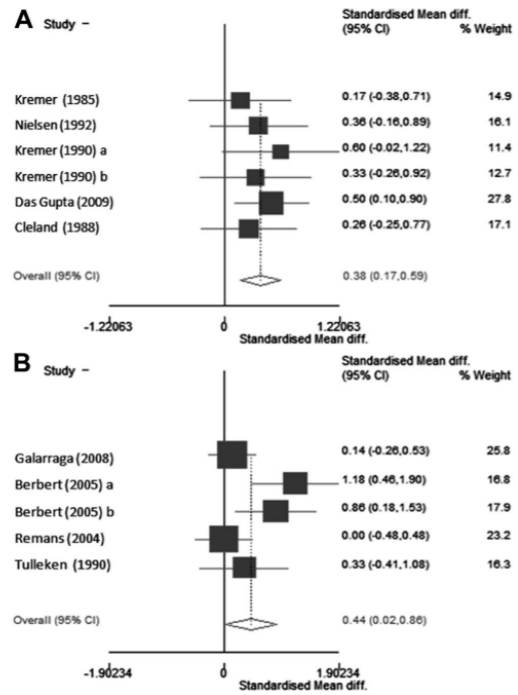 A
Study –
Standardised Mean diff.
(95% CI)
% Weight
Kremer (1985)
0.17 (-0.38,0.71)
14.9
Nielsen (1992)
0.36 (-0.16,0.89)
16.1
Kremer (1990) a
0.60 (-0.02,1.22)
11.4
Kremer (1990) b
0.33 (-0.26,0.92)
12.7
Das Gupta (2009)
0.50 (0.10,0.90)
27.8
Cleland (1988)
0.26 (-0.25,0.77)
17.1
Overall (95% CI)
0.38 (0.17,0.59)
-1.22063
0
1.22063
Standardised Mean diff.
B
Study –
Standardised Mean diff.
(95% CI)
% Weight
Galarraga (2008)
0.14 (-0.26,0.53)
25.8
Berbert (2005) a
1.18 (0.46,1.90)
16.8
Berbert (2005) b
0.86 (0.18,1.53)
17.9
Remans (2004)
0.00 (-0.48,0.48)
23.2
Tulleken (1990)
0.33 (-0.41,1.08)
16.3
Overall (95% CI)
0.44 (0.02,0.86)
-1.90234
0
1.90234
Standardised Mean diff.